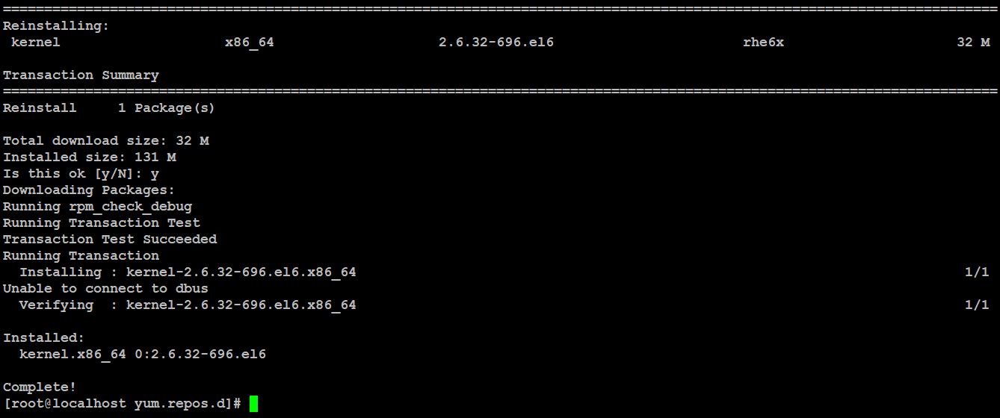 =========================================================================================================================
Reinstalling:
 kernel                    x86_64                    2.6.32-696.el6                       rhe6x                     32 M

Transaction Summary
=========================================================================================================================
Reinstall     1 Package(s)

Total download size: 32 M
Installed size: 131 M
Is this ok [y/N]: y
Downloading Packages:
Running rpm_check_debug
Running Transaction Test
Transaction Test Succeeded
Running Transaction
  Installing : kernel-2.6.32-696.el6.x86_64                                                                          1/1
Unable to connect to dbus
  Verifying  : kernel-2.6.32-696.el6.x86_64                                                                          1/1

Installed:
  kernel.x86_64 0:2.6.32-696.el6

Complete!
[root@localhost yum.repos.d]#